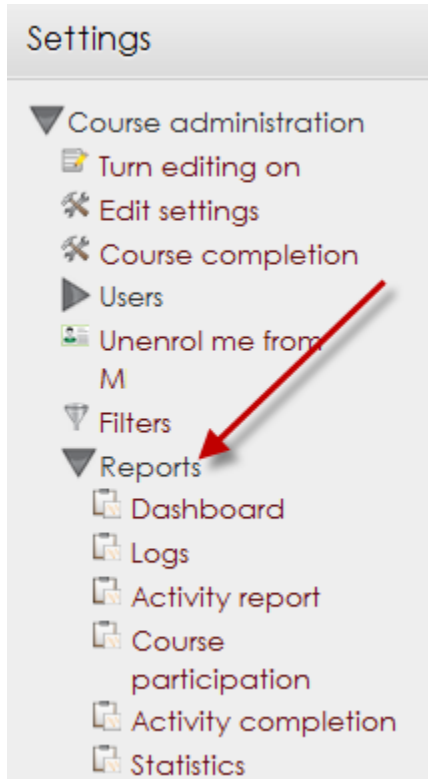 Settings
Course administration
Turn editing on
Edit settings
Course completion
Users
Unenrol me from
M
Filters
Reports
Dashboard
Logs
Activity report
Course
participation
Activity completion
Statistics